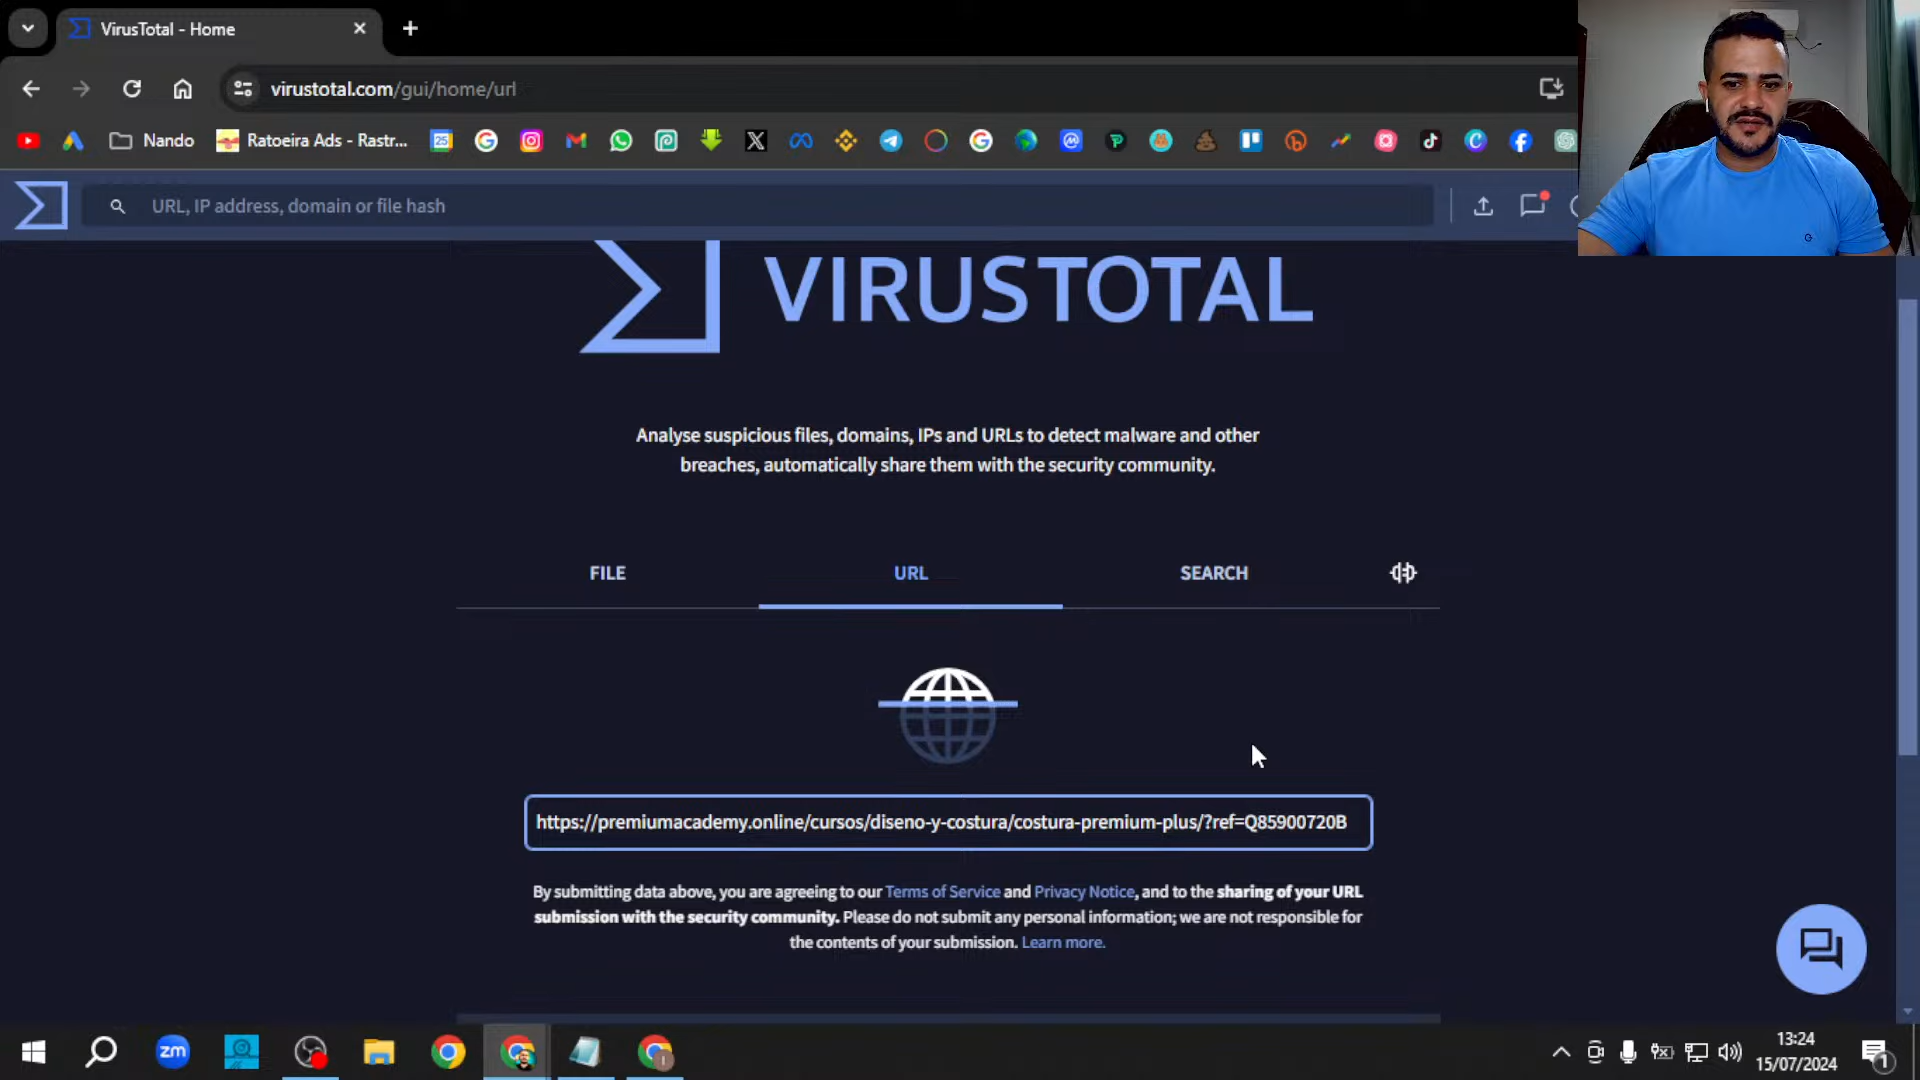 VirusTotal - Home
virustotal.com/gui/home/url
Nando
Ratoeira Ads - Rastr...
URL, IP address, domain or file hash
VIRUSTOTAL
Analyse suspicious files, domains, IPs and URLs to detect malware and other
breaches, automatically share them with the security community.
FILE
URL
SEARCH
https://premiumacademy.online/cursos/diseno-y-costura/costura-premium-plus/?ref=Q85900720B
By submitting data above, you are agreeing to our Terms of Service and Privacy Notice, and to the sharing of your URL
submission with the security community. Please do not submit any personal information; we are not responsible for
the contents of your submission. Learn more.
zm
13:24
15/07/2024
1